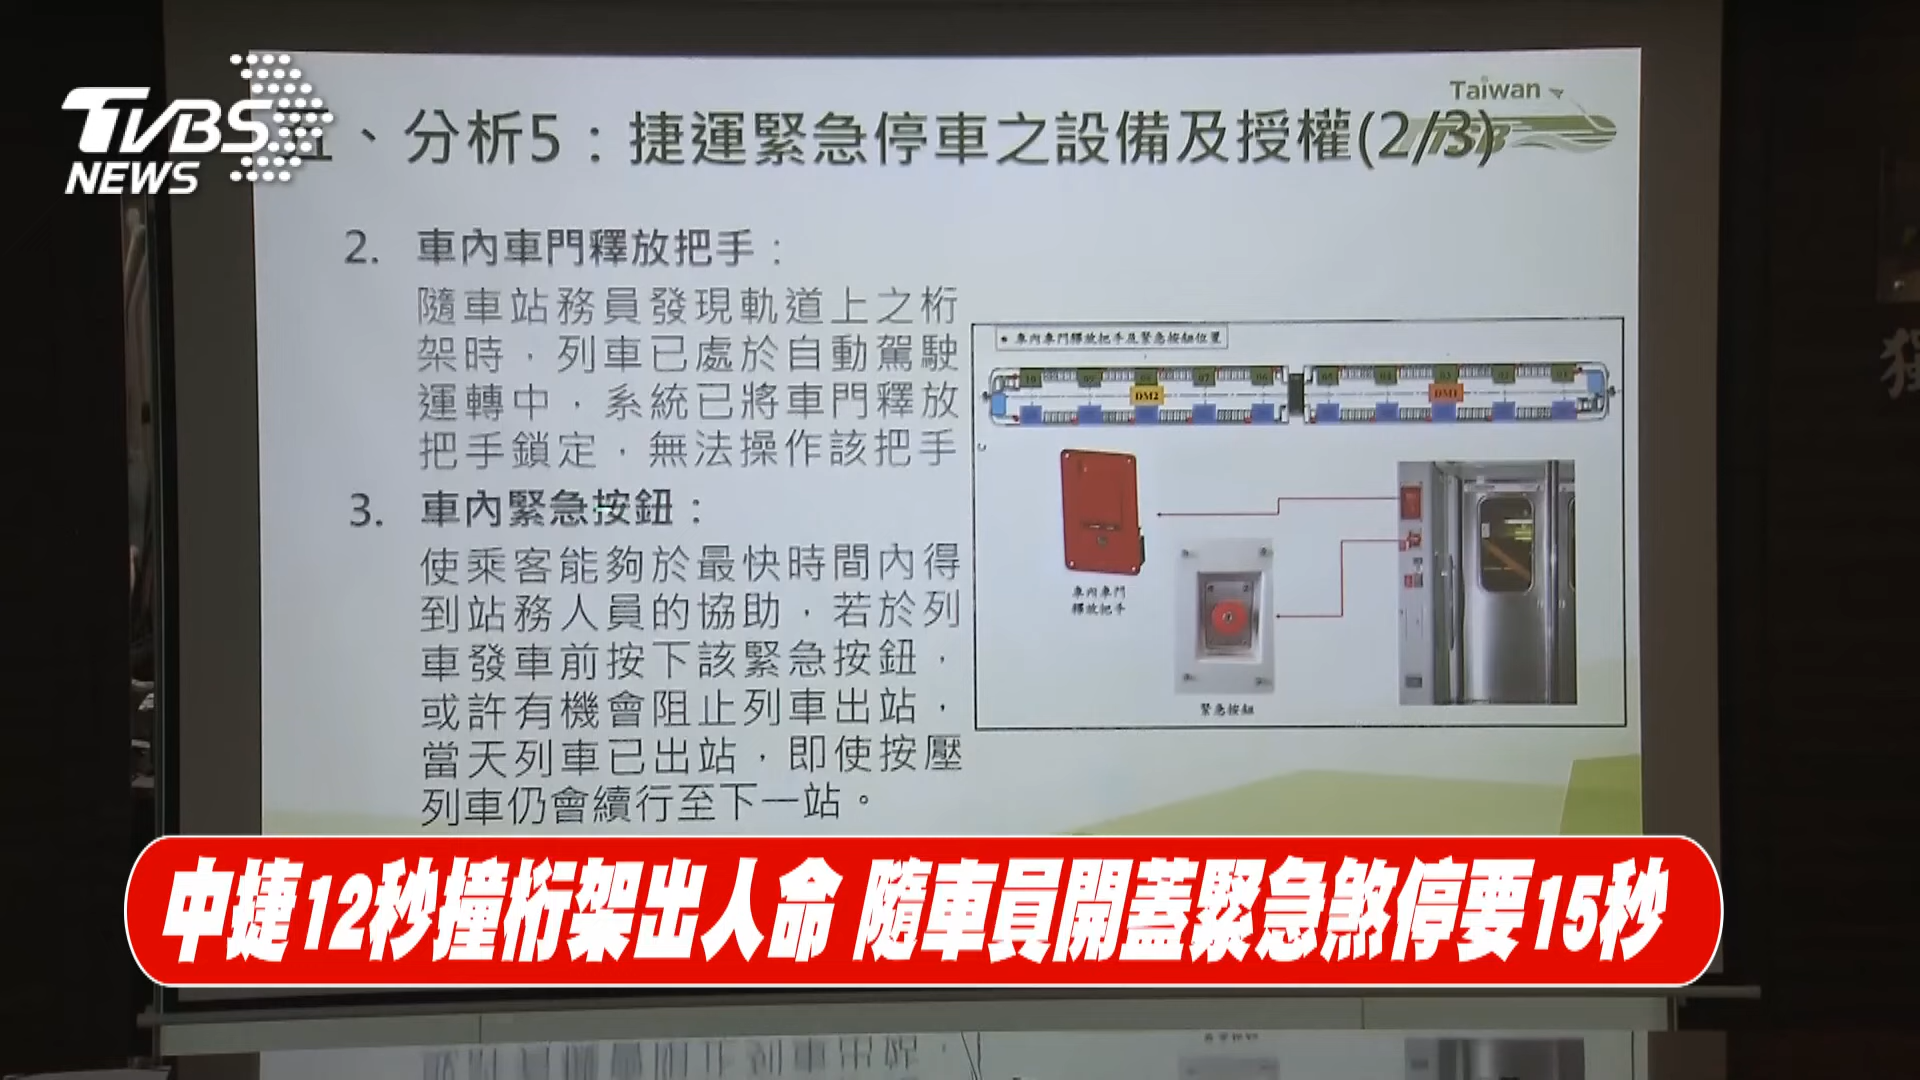 TVBS
NEWS
Taiwan
五、分析5：捷運緊急停車之設備及授權(2/3)
2. 車內車門釋放把手：
隨車站務員發現軌道上之桁
架時，列車已處於自動駕駛
運轉中，系統已將車門釋放
把手鎖定，無法操作該把手
3. 車內緊急按鈕：
使乘客能夠於最快時間內得
到站務人員的協助，若於列
車發車前按下該緊急按鈕，
或許有機會阻止列車出站，
當天列車已出站，即使按壓
列車仍會續行至下一站。
• 車內車門釋放把手及緊急按鈕位置
DM2
DM1
車內車門
釋放把手
緊急按鈕
中捷12秒撞桁架出人命 隨車員開蓋緊急煞停要15秒